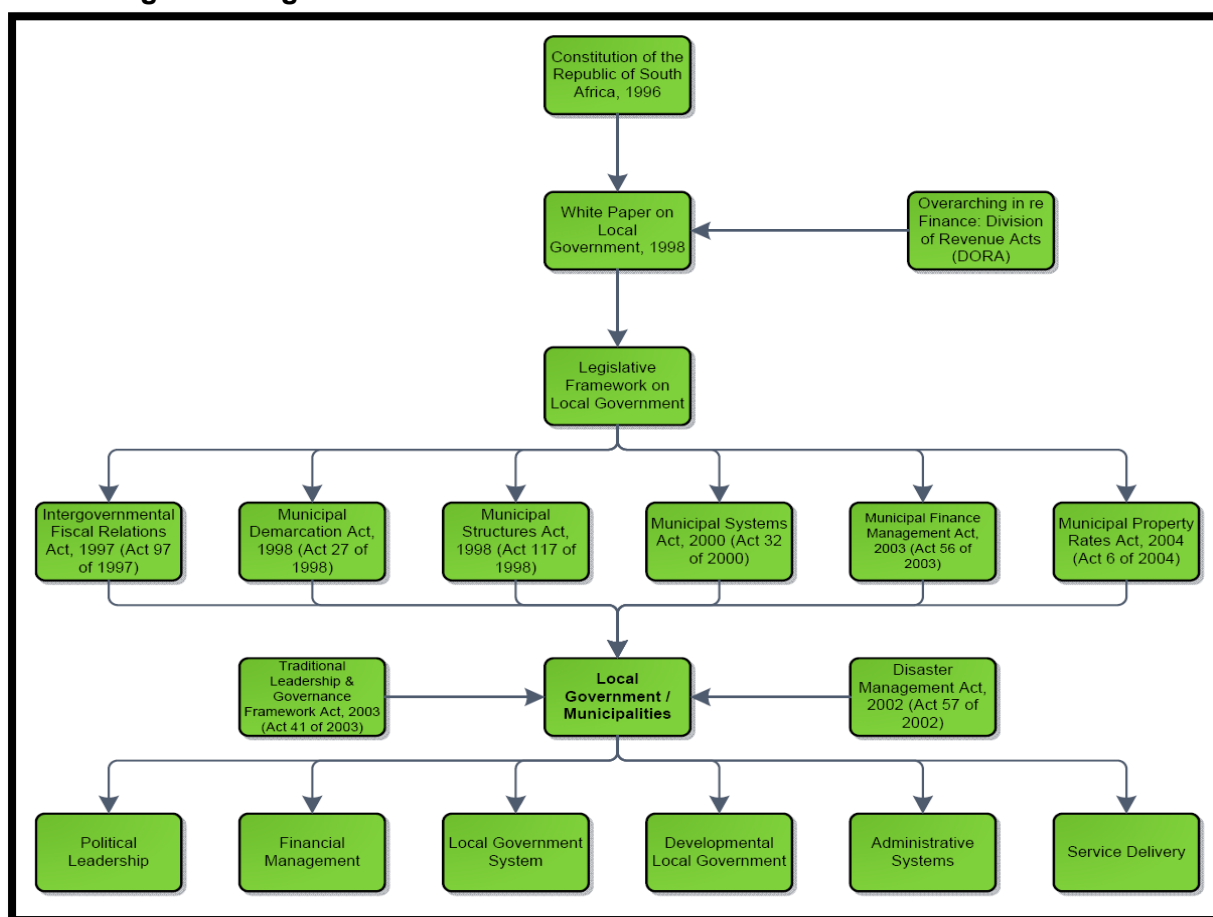 Constitution of the
Republic of South
Africa, 1996
White Paper on
Local
Government, 1998
Overarching in re
Finance: Division
of Revenue Acts
(DORA)
Legislative
Framework on
Local Government
Intergovernmental
Fiscal Relations
Act, 1997 (Act 97
of 1997)
Municipal
Demarcation Act,
1998 (Act 27 of
1998)
Municipal
Structures Act,
1998 (Act 117 of
1998)
Municipal Systems
Act, 2000 (Act 32
of 2000)
Municipal Finance
Management Act,
2003 (Act 56 of
2003)
Municipal Property
Rates Act, 2004
(Act 6 of 2004)
Traditional
Leadership &
Governance
Framework Act, 2003
(Act 41 of 2003)
Local
Government /
Municipalities
Disaster
Management Act,
2002 (Act 57 of
2002)
Political
Leadership
Financial
Management
Local Government
System
Developmental
Local Government
Administrative
Systems
Service Delivery